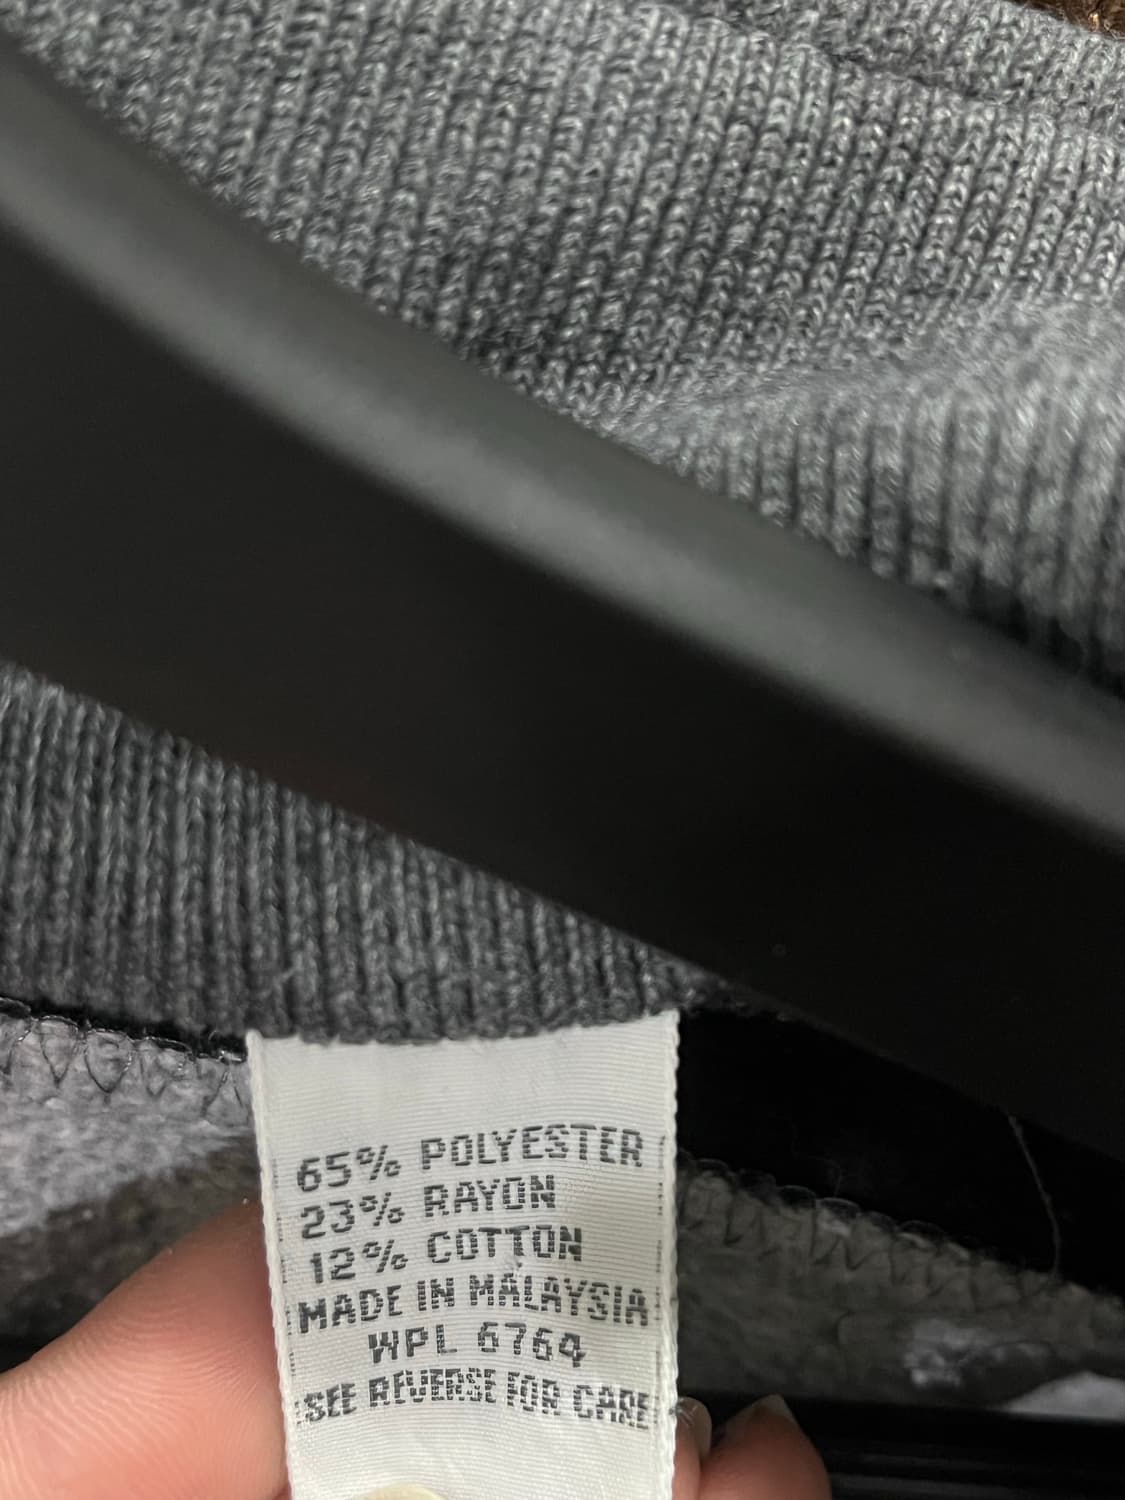 65% POLYESTER
23% RAYON
12% COTTON
MADE IN MALAYSIA
WPL 6764
SEE REVERSE FOR CARE